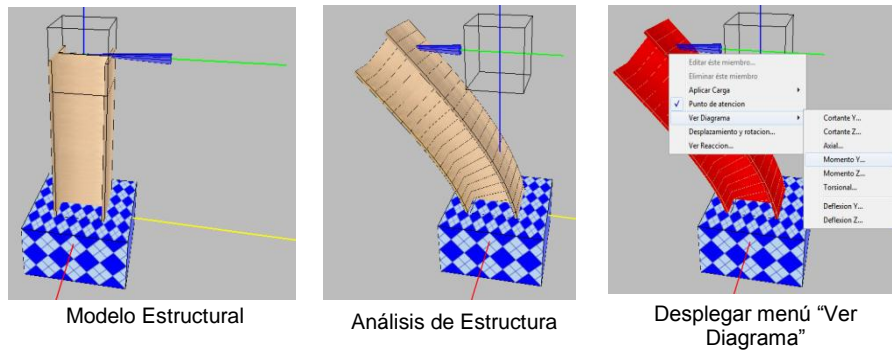 Editar éste miembro...
Eliminar éste miembro
Aplicar Carga
Punto de atencion
Ver Diagrama
Desplazamiento y rotacion...
Ver Reaccion...
Cortante Y...
Cortante Z...
Axial...
Momento Y...
Momento Z...
Torsional...
Deflexion Y...
Deflexion Z...
Modelo Estructural
Análisis de Estructura
Desplegar menú “Ver
Diagrama”